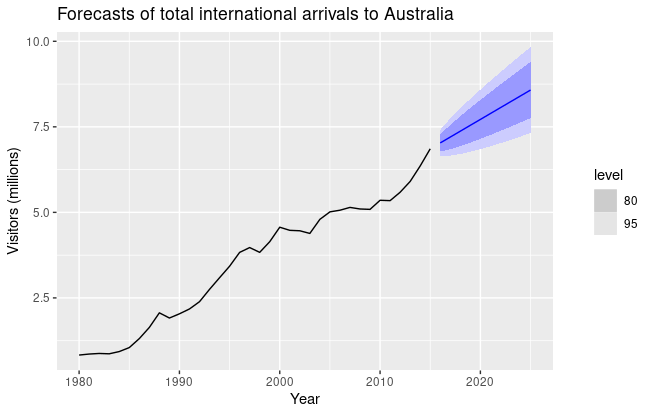 Forecasts of total international arrivals to Australia
10.0
7.5
5.0
2.5
Visitors (millions)
1980 1990 2000 2010 2020
Year
level
80
95